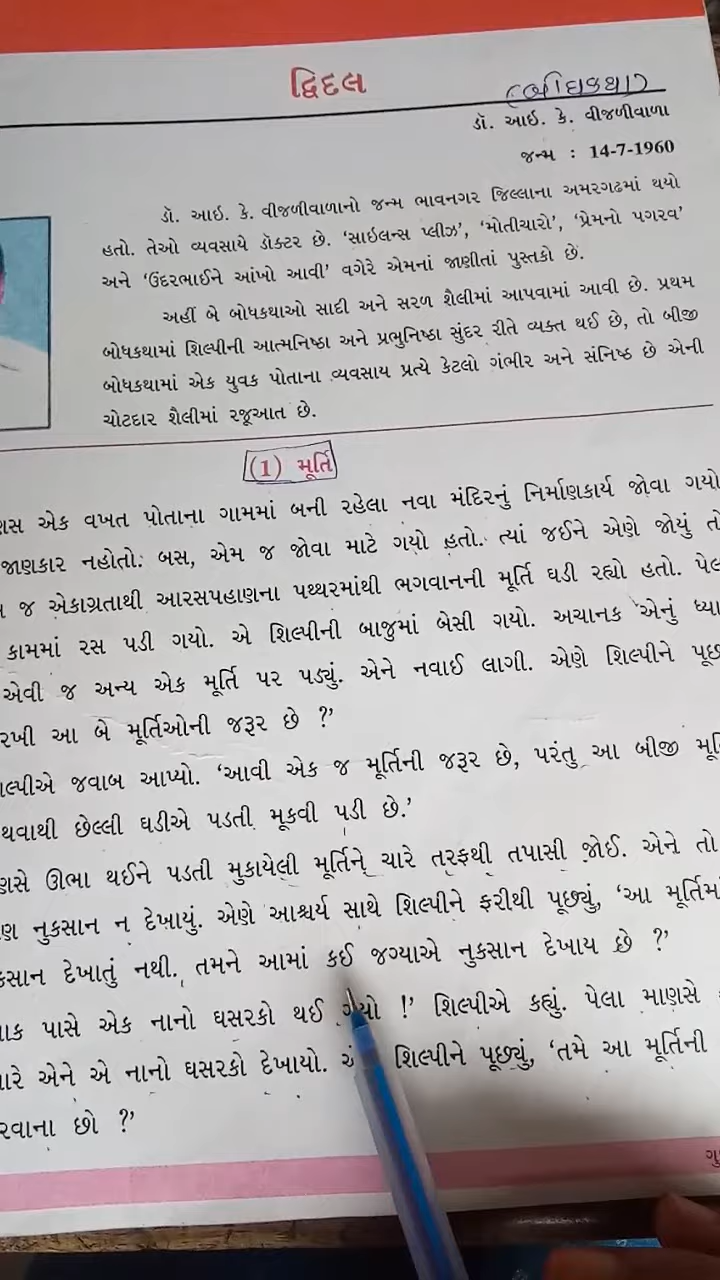 દ્વિદલ
(બોધકથા)
ડૉ. આઇ. કે. વીજળીવાળા
જન્મ : 14-7-1960
ડૉ. આઇ. કે. વીજળીવાળાનો જન્મ ભાવનગર જિલ્લાના અમરગઢમાં થયો
હતો. તેઓ વ્યવસાયે ડૉક્ટર છે. ‘સાઇલન્સ પ્લીઝ’, ‘મોતીચારો’, ‘પ્રેમનો પગરવ’
અને ‘ઉંદરભાઈને આંખો આવી’ વગેરે એમનાં જાણીતાં પુસ્તકો છે.
અહીં બે બોધકથાઓ સાદી અને સરળ શૈલીમાં આપવામાં આવી છે. પ્રથમ
બોધકથામાં શિલ્પીની આત્મનિષ્ઠા અને પ્રભુનિષ્ઠા સુંદર રીતે વ્યક્ત થઈ છે, તો બીજી
બોધકથામાં એક યુવક પોતાના વ્યવસાય પ્રત્યે કેટલો ગંભીર અને સંનિષ્ઠ છે એની
ચોટદાર શૈલીમાં રજૂઆત છે.
(1) મૂર્તિ
એક વખત પોતાના ગામમાં બની રહેલા નવા મંદિરનું નિર્માણકાર્ય જોવા ગયો
જાણકાર નહોતો. બસ, એમ જ જોવા માટે ગયો હતો. ત્યાં જઈને એણે જોયું તો
જ એકાગ્રતાથી આરસપહાણના પથ્થરમાંથી ભગવાનની મૂર્તિ ઘડી રહ્યો હતો.
કામમાં રસ પડી ગયો. એ શિલ્પીની બાજુમાં બેસી ગયો. અચાનક એનું
એવી જ અન્ય એક મૂર્તિ પર પડ્યું. એને નવાઈ લાગી. એણે શિલ્પીને
આ બે મૂર્તિઓની જરૂર છે ?’
જવાબ આપ્યો. ‘આવી એક જ મૂર્તિની જરૂર છે, પરંતુ આ બીજી
થવાથી છેલ્લી ઘડીએ પડતી મૂકવી પડી છે.’
ઊભા થઈને પડતી મુકાયેલી મૂર્તિને ચારે તરફથી તપાસી જોઈ. એને તો
નુકસાન ન દેખાયું. એણે આશ્ચર્ય સાથે શિલ્પીને ફરીથી પૂછ્યું, ‘આ
દેખાતું નથી. તમને આમાં કઈ જગ્યાએ નુકસાન દેખાય છે ?’
પાસે એક નાનો ઘસરકો થઈ ગયો !’ શિલ્પીએ કહ્યું. પેલા માણસે
એને એ નાનો ઘસરકો દેખાયો. શિલ્પીને પૂછ્યું, ‘તમે આ મૂર્તિની
છો ?’